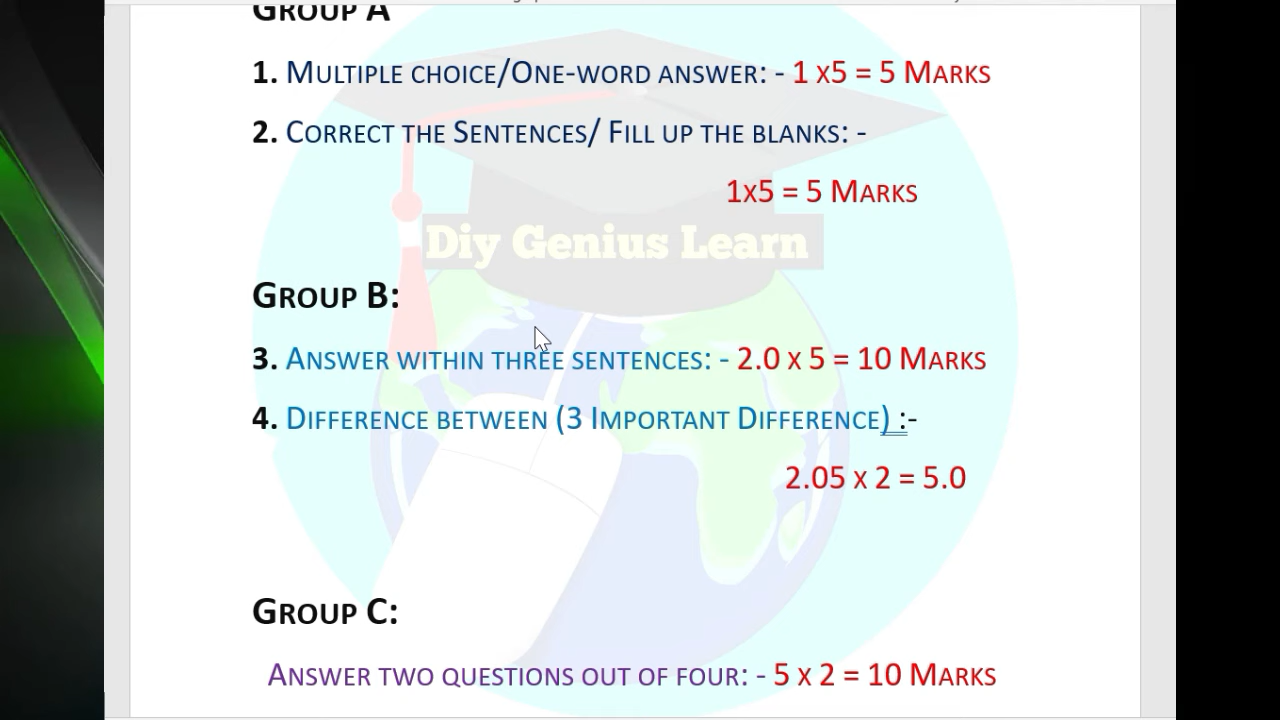 GROUP A
1. MULTIPLE CHOICE/ONE-WORD ANSWER: - 1 X5 = 5 MARKS
2. CORRECT THE SENTENCES/ FILL UP THE BLANKS: -
1X5 = 5 MARKS
Diy Genius Learn
GROUP B:
3. ANSWER WITHIN THREE SENTENCES: - 2.0 X 5 = 10 MARKS
4. DIFFERENCE BETWEEN (3 IMPORTANT DIFFERENCE) :-
2.05 X 2 = 5.0
GROUP C:
ANSWER TWO QUESTIONS OUT OF FOUR: - 5 X 2 = 10 MARKS